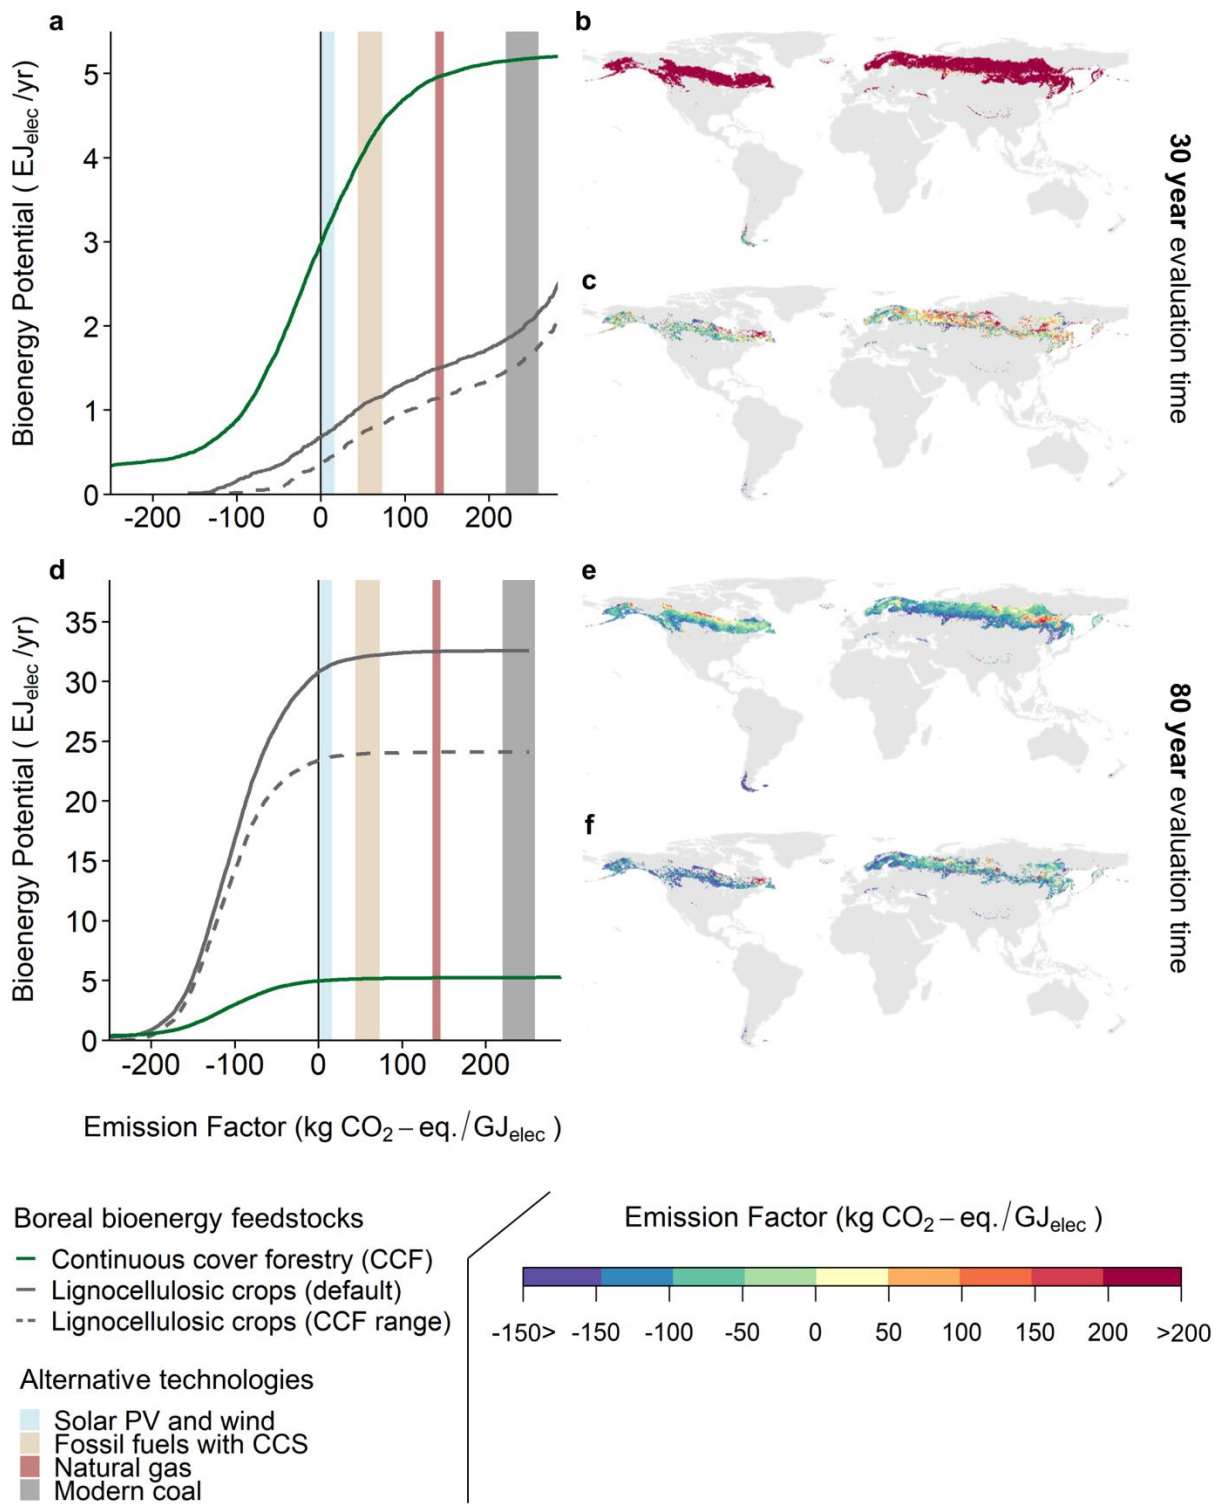 a
Bioenergy Potential ( EJelec /yr)
5
4
3
2
1
0
-200 -100 0 100 200
b
c
30 year evaluation time
d
Bioenergy Potential ( EJelec /yr)
35
30
25
20
15
10
5
0
-200 -100 0 100 200
Emission Factor (kg CO2 – eq./GJelec )
e
f
80 year evaluation time
Boreal bioenergy feedstocks
Continuous cover forestry (CCF)
Lignocellulosic crops (default)
Lignocellulosic crops (CCF range)
Alternative technologies
Solar PV and wind
Fossil fuels with CCS
Natural gas
Modern coal
Emission Factor (kg CO2 – eq./GJelec )
-150> -150 -100 -50 0 50 100 150 200 >200